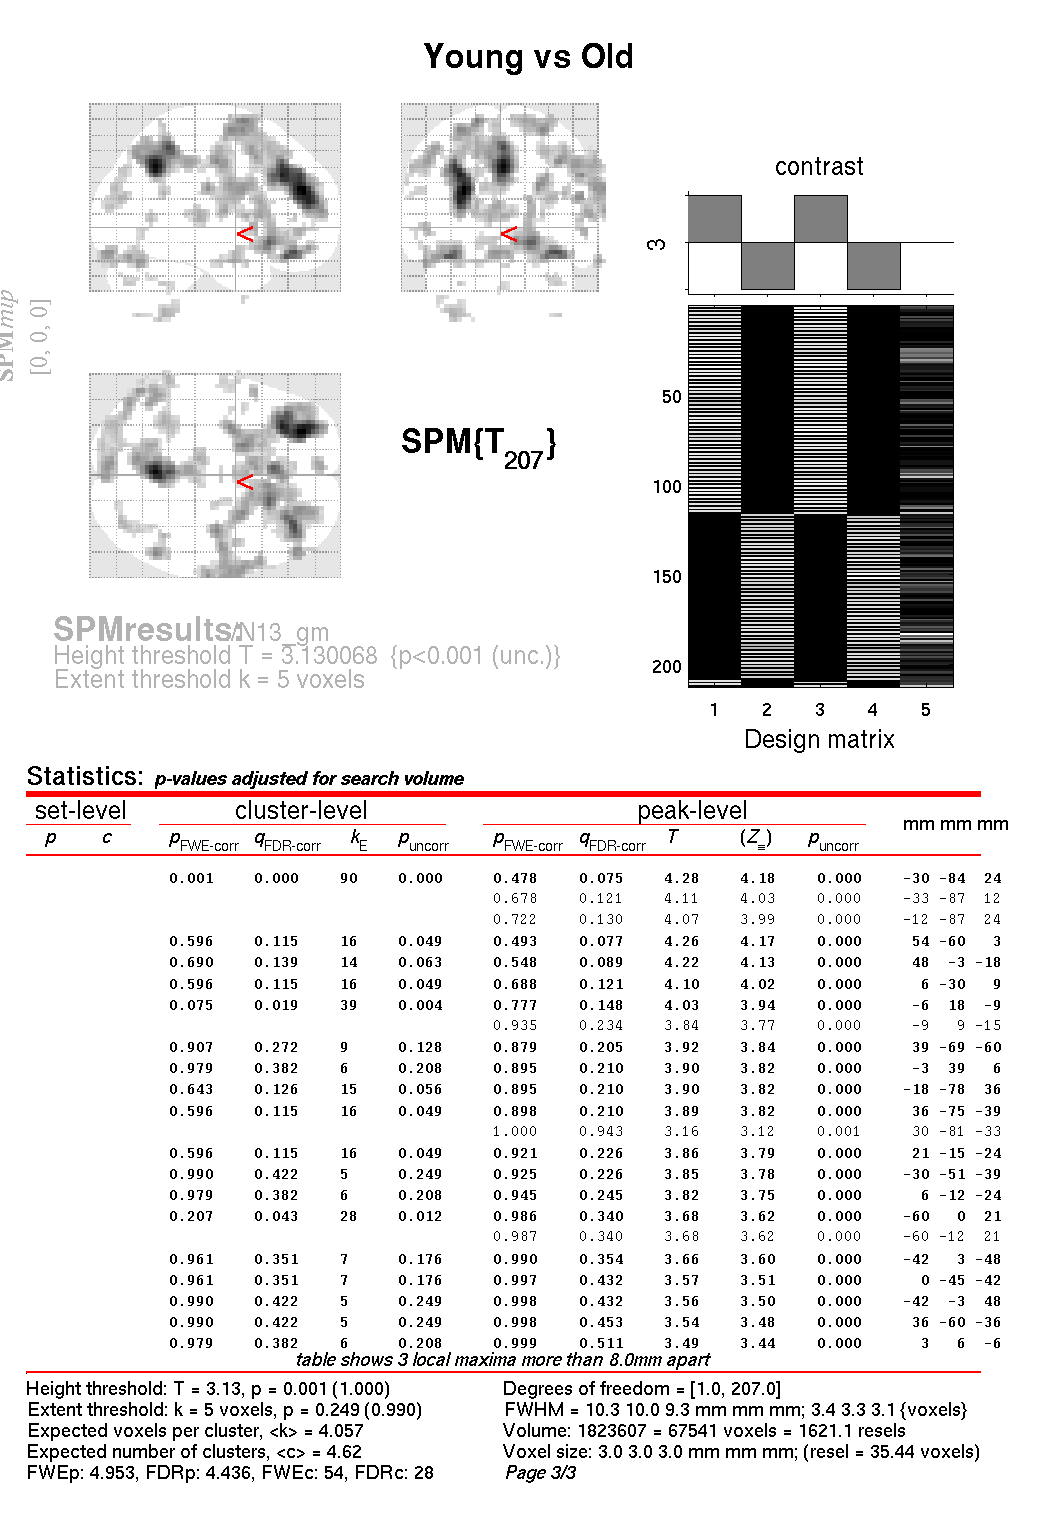 Young vs Old
contrast
3
SPMmip
[0, 0, 0]
<
<
<
SPM{T207}
50
100
150
200
1 2 3 4 5
Design matrix
SPMresults: ./N13_gm
Height threshold T = 3.130068 {p<0.001 (unc.)}
Extent threshold k = 5 voxels
Statistics: p-values adjusted for search volume
set-level cluster-level peak-level mm mm mm
p c pFWE-corr qFDR-corr kE puncorr pFWE-corr qFDR-corr T (Z≡) puncorr
0.001 0.000 90 0.000 0.478 0.075 4.28 4.18 0.000 -30 -84 24
0.678 0.121 4.11 4.03 0.000 -33 -87 12
0.722 0.130 4.07 3.99 0.000 -12 -87 24
0.596 0.115 16 0.049 0.493 0.077 4.26 4.17 0.000 54 -60 3
0.690 0.139 14 0.063 0.548 0.089 4.22 4.13 0.000 48 -3 -18
0.596 0.115 16 0.049 0.688 0.121 4.10 4.02 0.000 6 -30 9
0.075 0.019 39 0.004 0.777 0.148 4.03 3.94 0.000 -6 18 -9
0.935 0.234 3.84 3.77 0.000 -9 9 -15
0.907 0.272 9 0.128 0.879 0.205 3.92 3.84 0.000 39 -69 -60
0.979 0.382 6 0.208 0.895 0.210 3.90 3.82 0.000 -3 39 6
0.643 0.126 15 0.056 0.895 0.210 3.90 3.82 0.000 -18 -78 36
0.596 0.115 16 0.049 0.898 0.210 3.89 3.82 0.000 36 -75 -39
1.000 0.943 3.16 3.12 0.001 30 -81 -33
0.596 0.115 16 0.049 0.921 0.226 3.86 3.79 0.000 21 -15 -24
0.990 0.422 5 0.249 0.925 0.226 3.85 3.78 0.000 -30 -51 -39
0.979 0.382 6 0.208 0.945 0.245 3.82 3.75 0.000 6 -12 -24
0.207 0.043 28 0.012 0.986 0.340 3.68 3.62 0.000 -60 0 21
0.987 0.340 3.68 3.62 0.000 -60 -12 21
0.961 0.351 7 0.176 0.990 0.354 3.66 3.60 0.000 -42 3 -48
0.961 0.351 7 0.176 0.997 0.432 3.57 3.51 0.000 0 -45 -42
0.990 0.422 5 0.249 0.998 0.432 3.56 3.50 0.000 -42 -3 48
0.990 0.422 5 0.249 0.998 0.453 3.54 3.48 0.000 36 -60 -36
0.979 0.382 6 0.208 0.999 0.511 3.49 3.44 0.000 3 6 -6
table shows 3 local maxima more than 8.0mm apart
Height threshold: T = 3.13, p = 0.001 (1.000)
Extent threshold: k = 5 voxels, p = 0.249 (0.990)
Expected voxels per cluster, <k> = 4.057
Expected number of clusters, <c> = 4.62
FWEp: 4.953, FDRp: 4.436, FWEc: 54, FDRc: 28
Degrees of freedom = [1.0, 207.0]
FWHM = 10.3 10.0 9.3 mm mm mm; 3.4 3.3 3.1 {voxels}
Volume: 1823607 = 67541 voxels = 1621.1 resels
Voxel size: 3.0 3.0 3.0 mm mm mm; (resel = 35.44 voxels)
Page 3/3